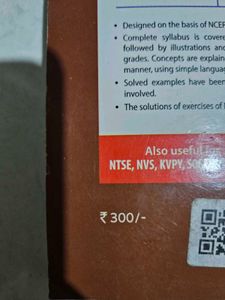 • Designed on the basis of NCER
• Complete syllabus is covere
followed by illustrations and
grades. Concepts are explain
manner, using simple languag
• Solved examples have been
involved.
• The solutions of exercises of
Also useful for
NTSE, NVS, KVPY,
₹ 300/-